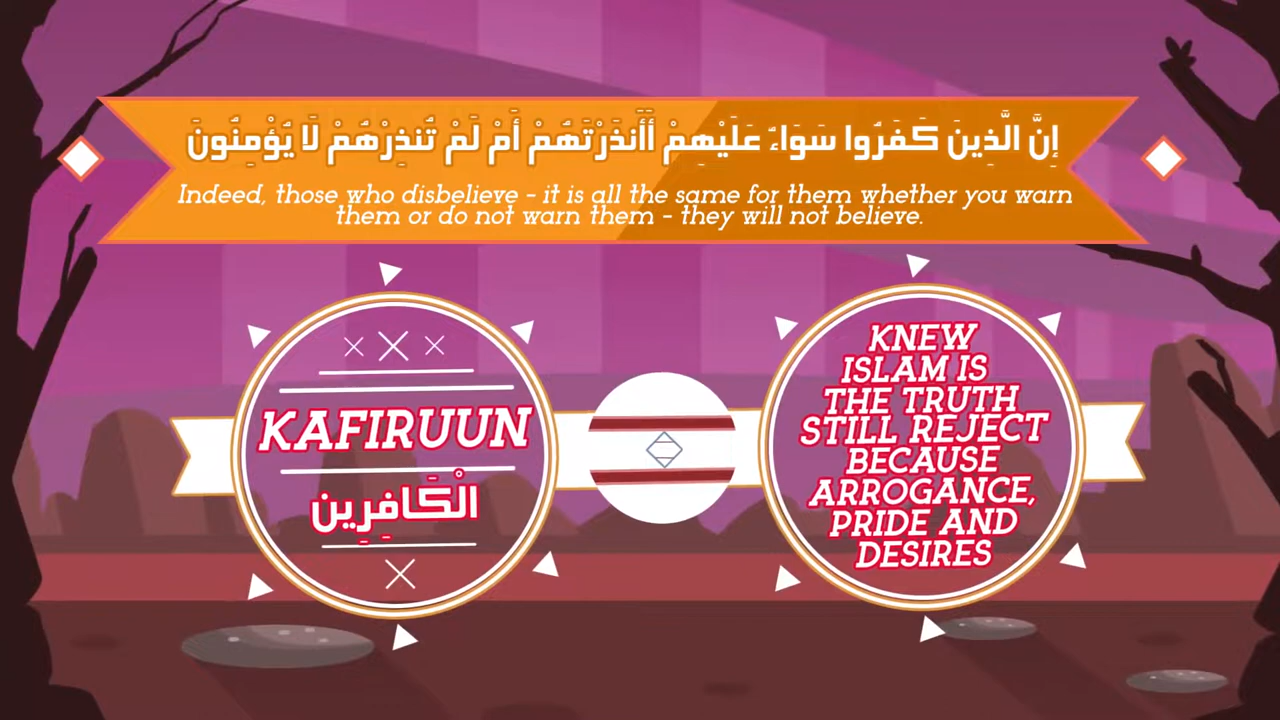 إِنَّ الَّذِينَ كَفَرُوا سَوَاءٌ عَلَيْهِمْ أَأَنذَرْتَهُمْ أَمْ لَمْ تُنذِرْهُمْ لَا يُؤْمِنُونَ
Indeed, those who disbelieve - it is all the same for them whether you warn
them or do not warn them - they will not believe.
KAFIRUUN
الْكَافِرِين
KNEW
ISLAM IS
THE TRUTH
STILL REJECT
BECAUSE
ARROGANCE,
PRIDE AND
DESIRES